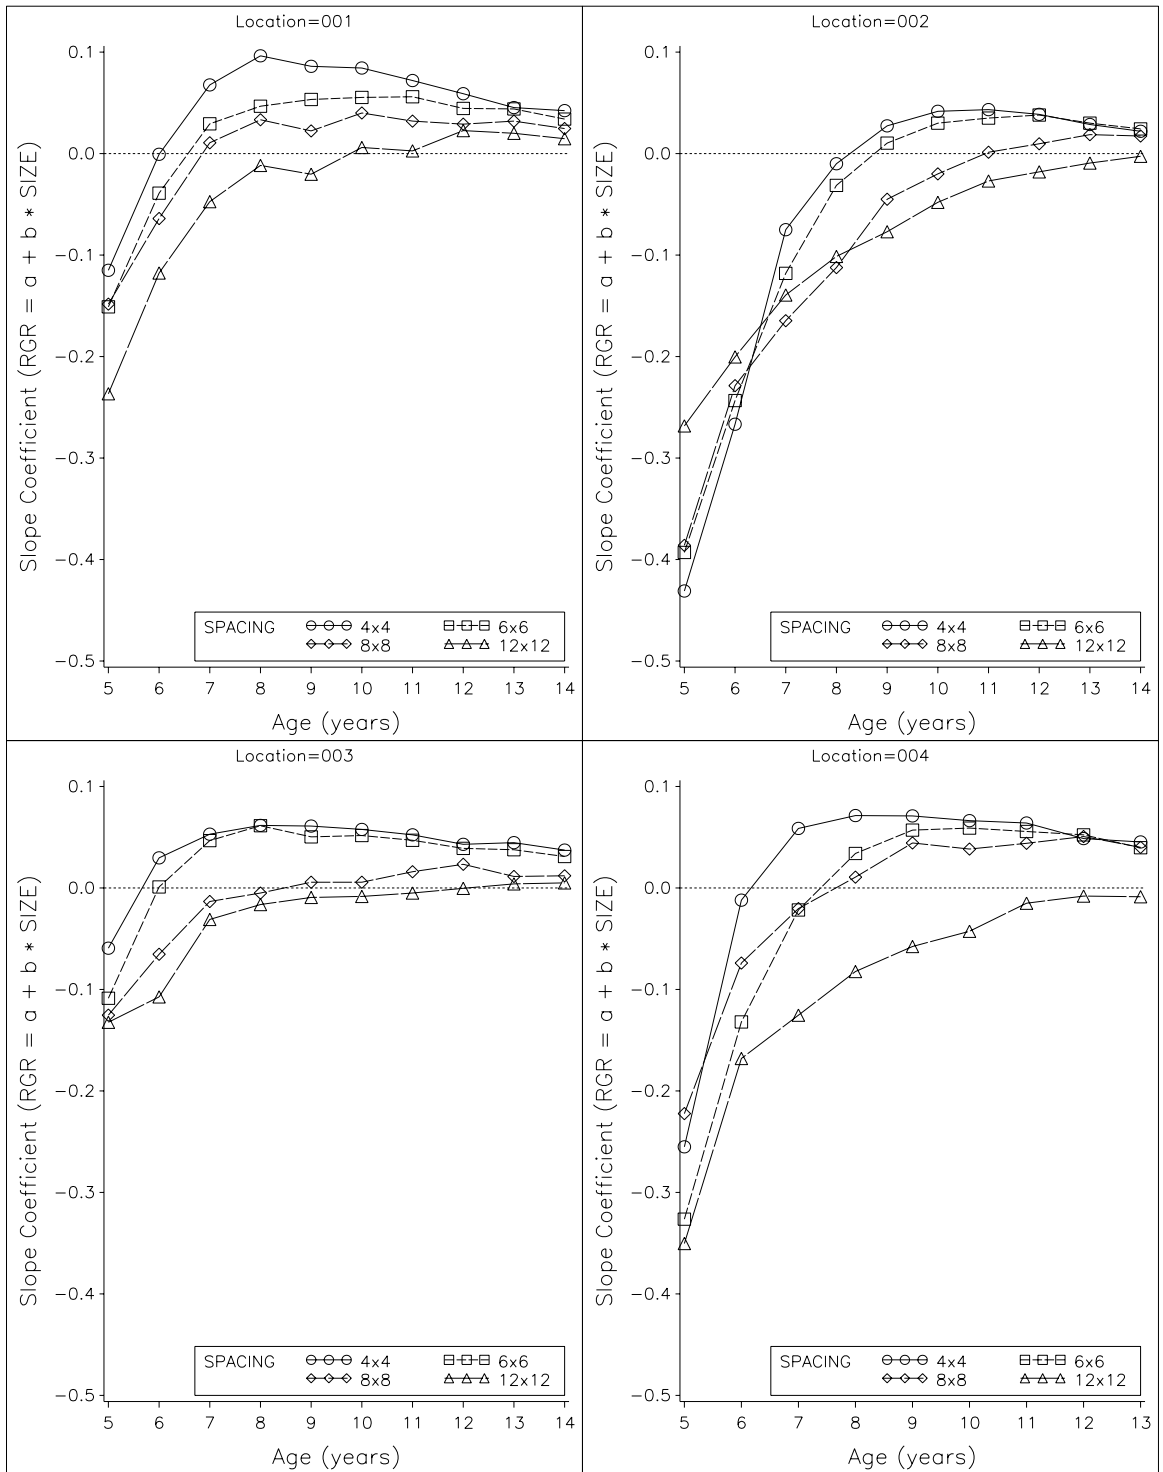 Location=001
Slope Coefficient (RGR = a + b * SIZE)
0.1
0.0
−0.1
−0.2
−0.3
−0.4
−0.5
SPACING 4x4 6x6
8x8 12x12
5 6 7 8 9 10 11 12 13 14
Age (years)
Location=002
Slope Coefficient (RGR = a + b * SIZE)
0.1
0.0
−0.1
−0.2
−0.3
−0.4
−0.5
SPACING 4x4 6x6
8x8 12x12
5 6 7 8 9 10 11 12 13 14
Age (years)
Location=003
Slope Coefficient (RGR = a + b * SIZE)
0.1
0.0
−0.1
−0.2
−0.3
−0.4
−0.5
SPACING 4x4 6x6
8x8 12x12
5 6 7 8 9 10 11 12 13 14
Age (years)
Location=004
Slope Coefficient (RGR = a + b * SIZE)
0.1
0.0
−0.1
−0.2
−0.3
−0.4
−0.5
SPACING 4x4 6x6
8x8 12x12
5 6 7 8 9 10 11 12 13
Age (years)